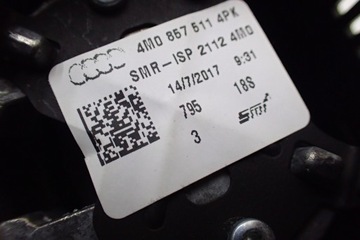 4M0 857 511 4PK
SMR-ISP 2112 4M0
14/7/2017 9:31
795 18S
3